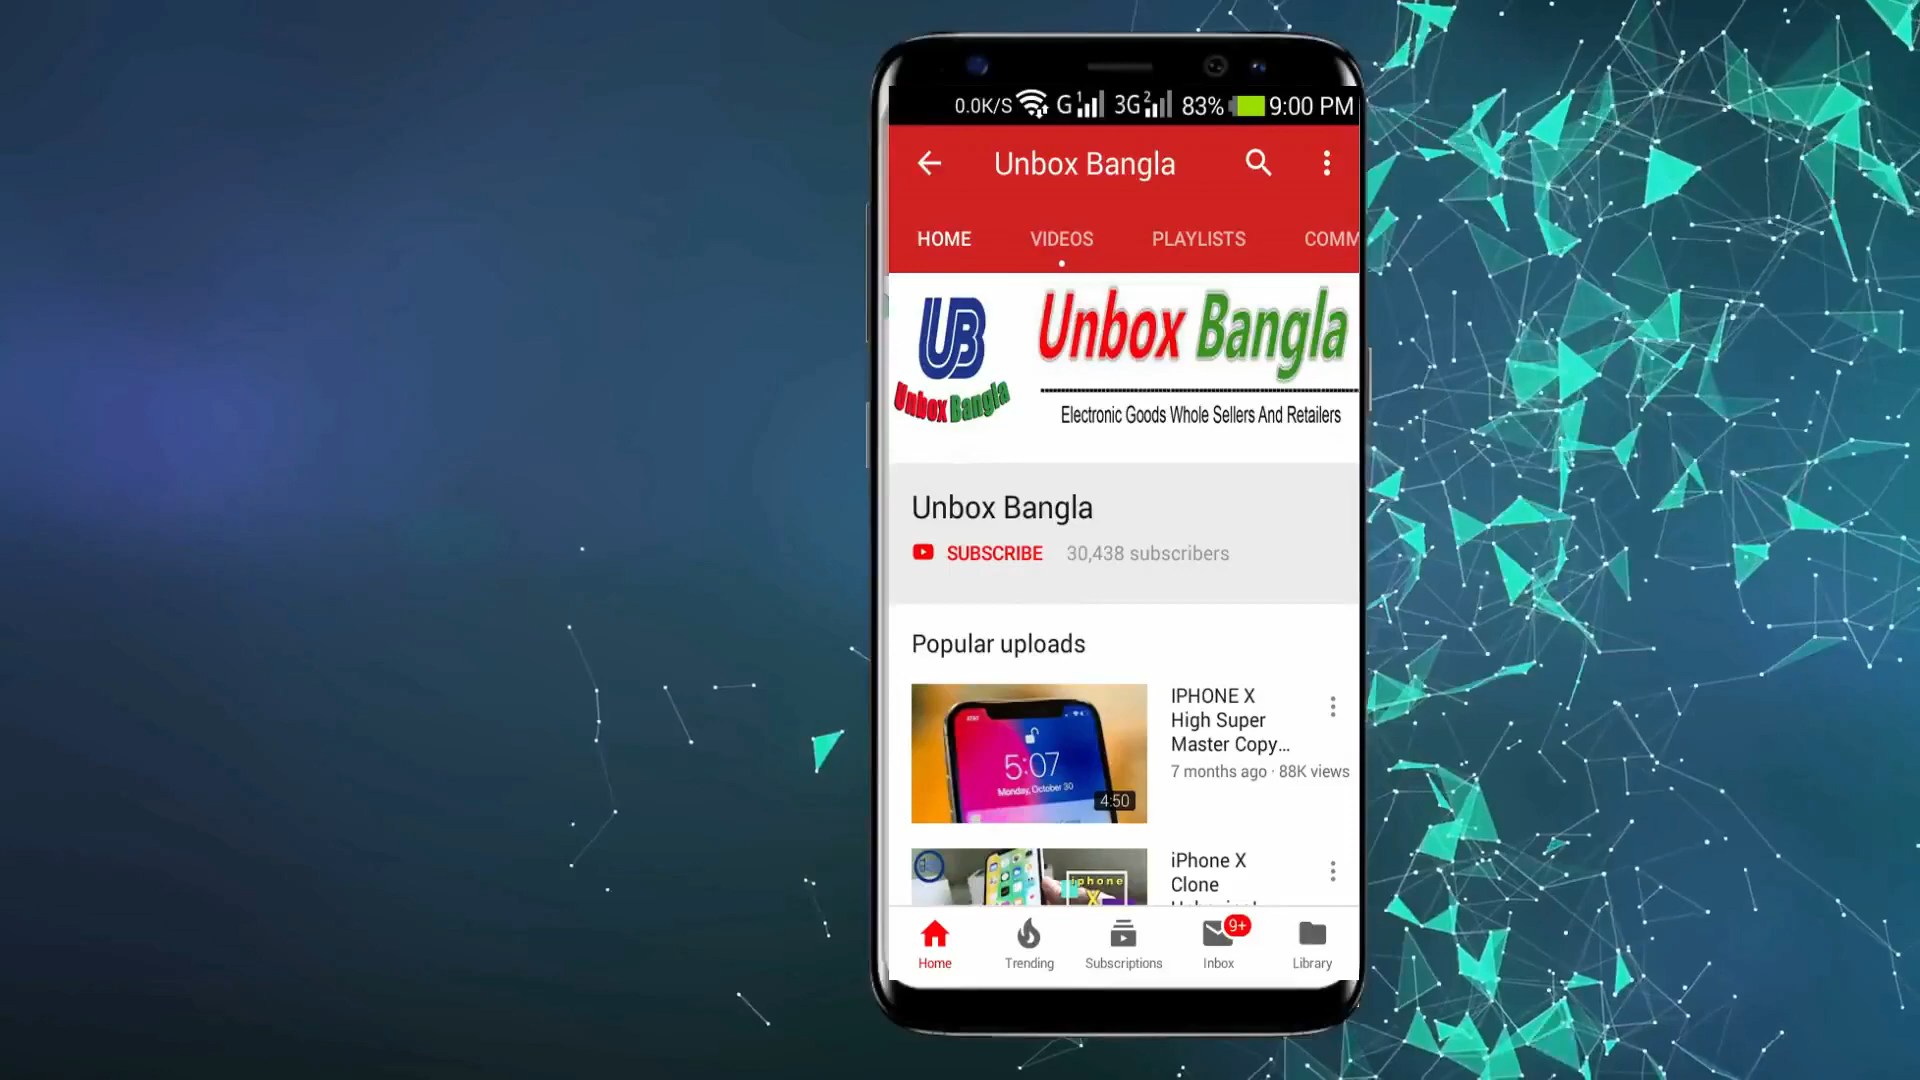 0.0K/S G 1 3G 2 83% 9:00 PM
Unbox Bangla
HOME VIDEOS PLAYLISTS COMM
UB
Unbox Bangla
Unbox Bangla
Electronic Goods Whole Sellers And Retailers
Unbox Bangla
SUBSCRIBE 30,438 subscribers
Popular uploads
5:07
Monday, October 30
4:50
IPHONE X
High Super
Master Copy...
7 months ago · 88K views
iphone
X
iPhone X
Clone
9+
Home Trending Subscriptions Inbox Library